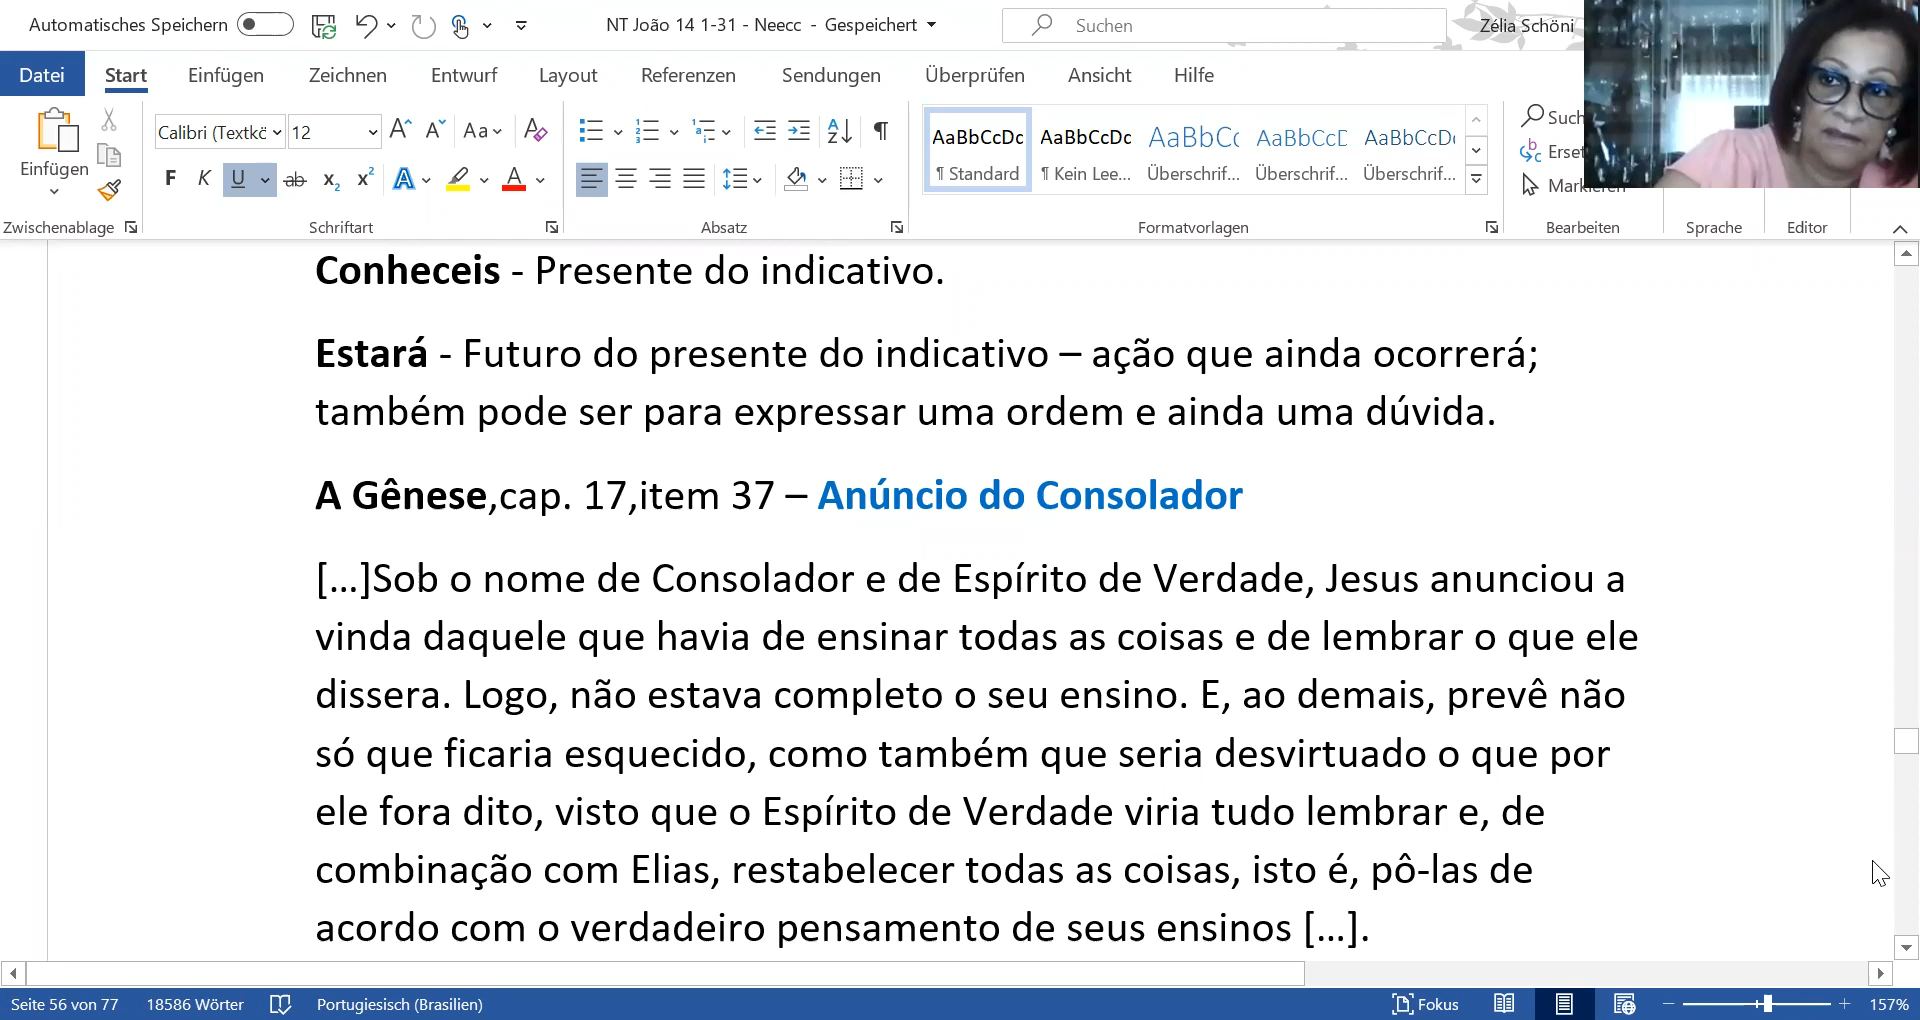 Automatisches Speichern
NT João 14 1-31 - Neecc - Gespeichert
Suchen
Zélia Schöni
Datei Start Einfügen Zeichnen Entwurf Layout Referenzen Sendungen Überprüfen Ansicht Hilfe
Einfügen
Zwischenablage
Calibri (Textkö 12
Aa
F K U ab x₂ x² A A
Schriftart
Absatz
AaBbCcDc AaBbCcDc AaBbC( AaBbCcD AaBbCcD(
¶ Standard ¶ Kein Lee... Überschrif... Überschrif... Überschrif...
Formatvorlagen
Such
Erset
Markieren
Bearbeiten
Sprache
Editor
Conheceis - Presente do indicativo.
Estará - Futuro do presente do indicativo – ação que ainda ocorrerá;
também pode ser para expressar uma ordem e ainda uma dúvida.
A Gênese,cap. 17,item 37 – Anúncio do Consolador
[...]Sob o nome de Consolador e de Espírito de Verdade, Jesus anunciou a
vinda daquele que havia de ensinar todas as coisas e de lembrar o que ele
dissera. Logo, não estava completo o seu ensino. E, ao demais, prevê não
só que ficaria esquecido, como também que seria desvirtuado o que por
ele fora dito, visto que o Espírito de Verdade viria tudo lembrar e, de
combinação com Elias, restabelecer todas as coisas, isto é, pô-las de
acordo com o verdadeiro pensamento de seus ensinos [...].
Seite 56 von 77 18586 Wörter Portugiesisch (Brasilien) Fokus 157%